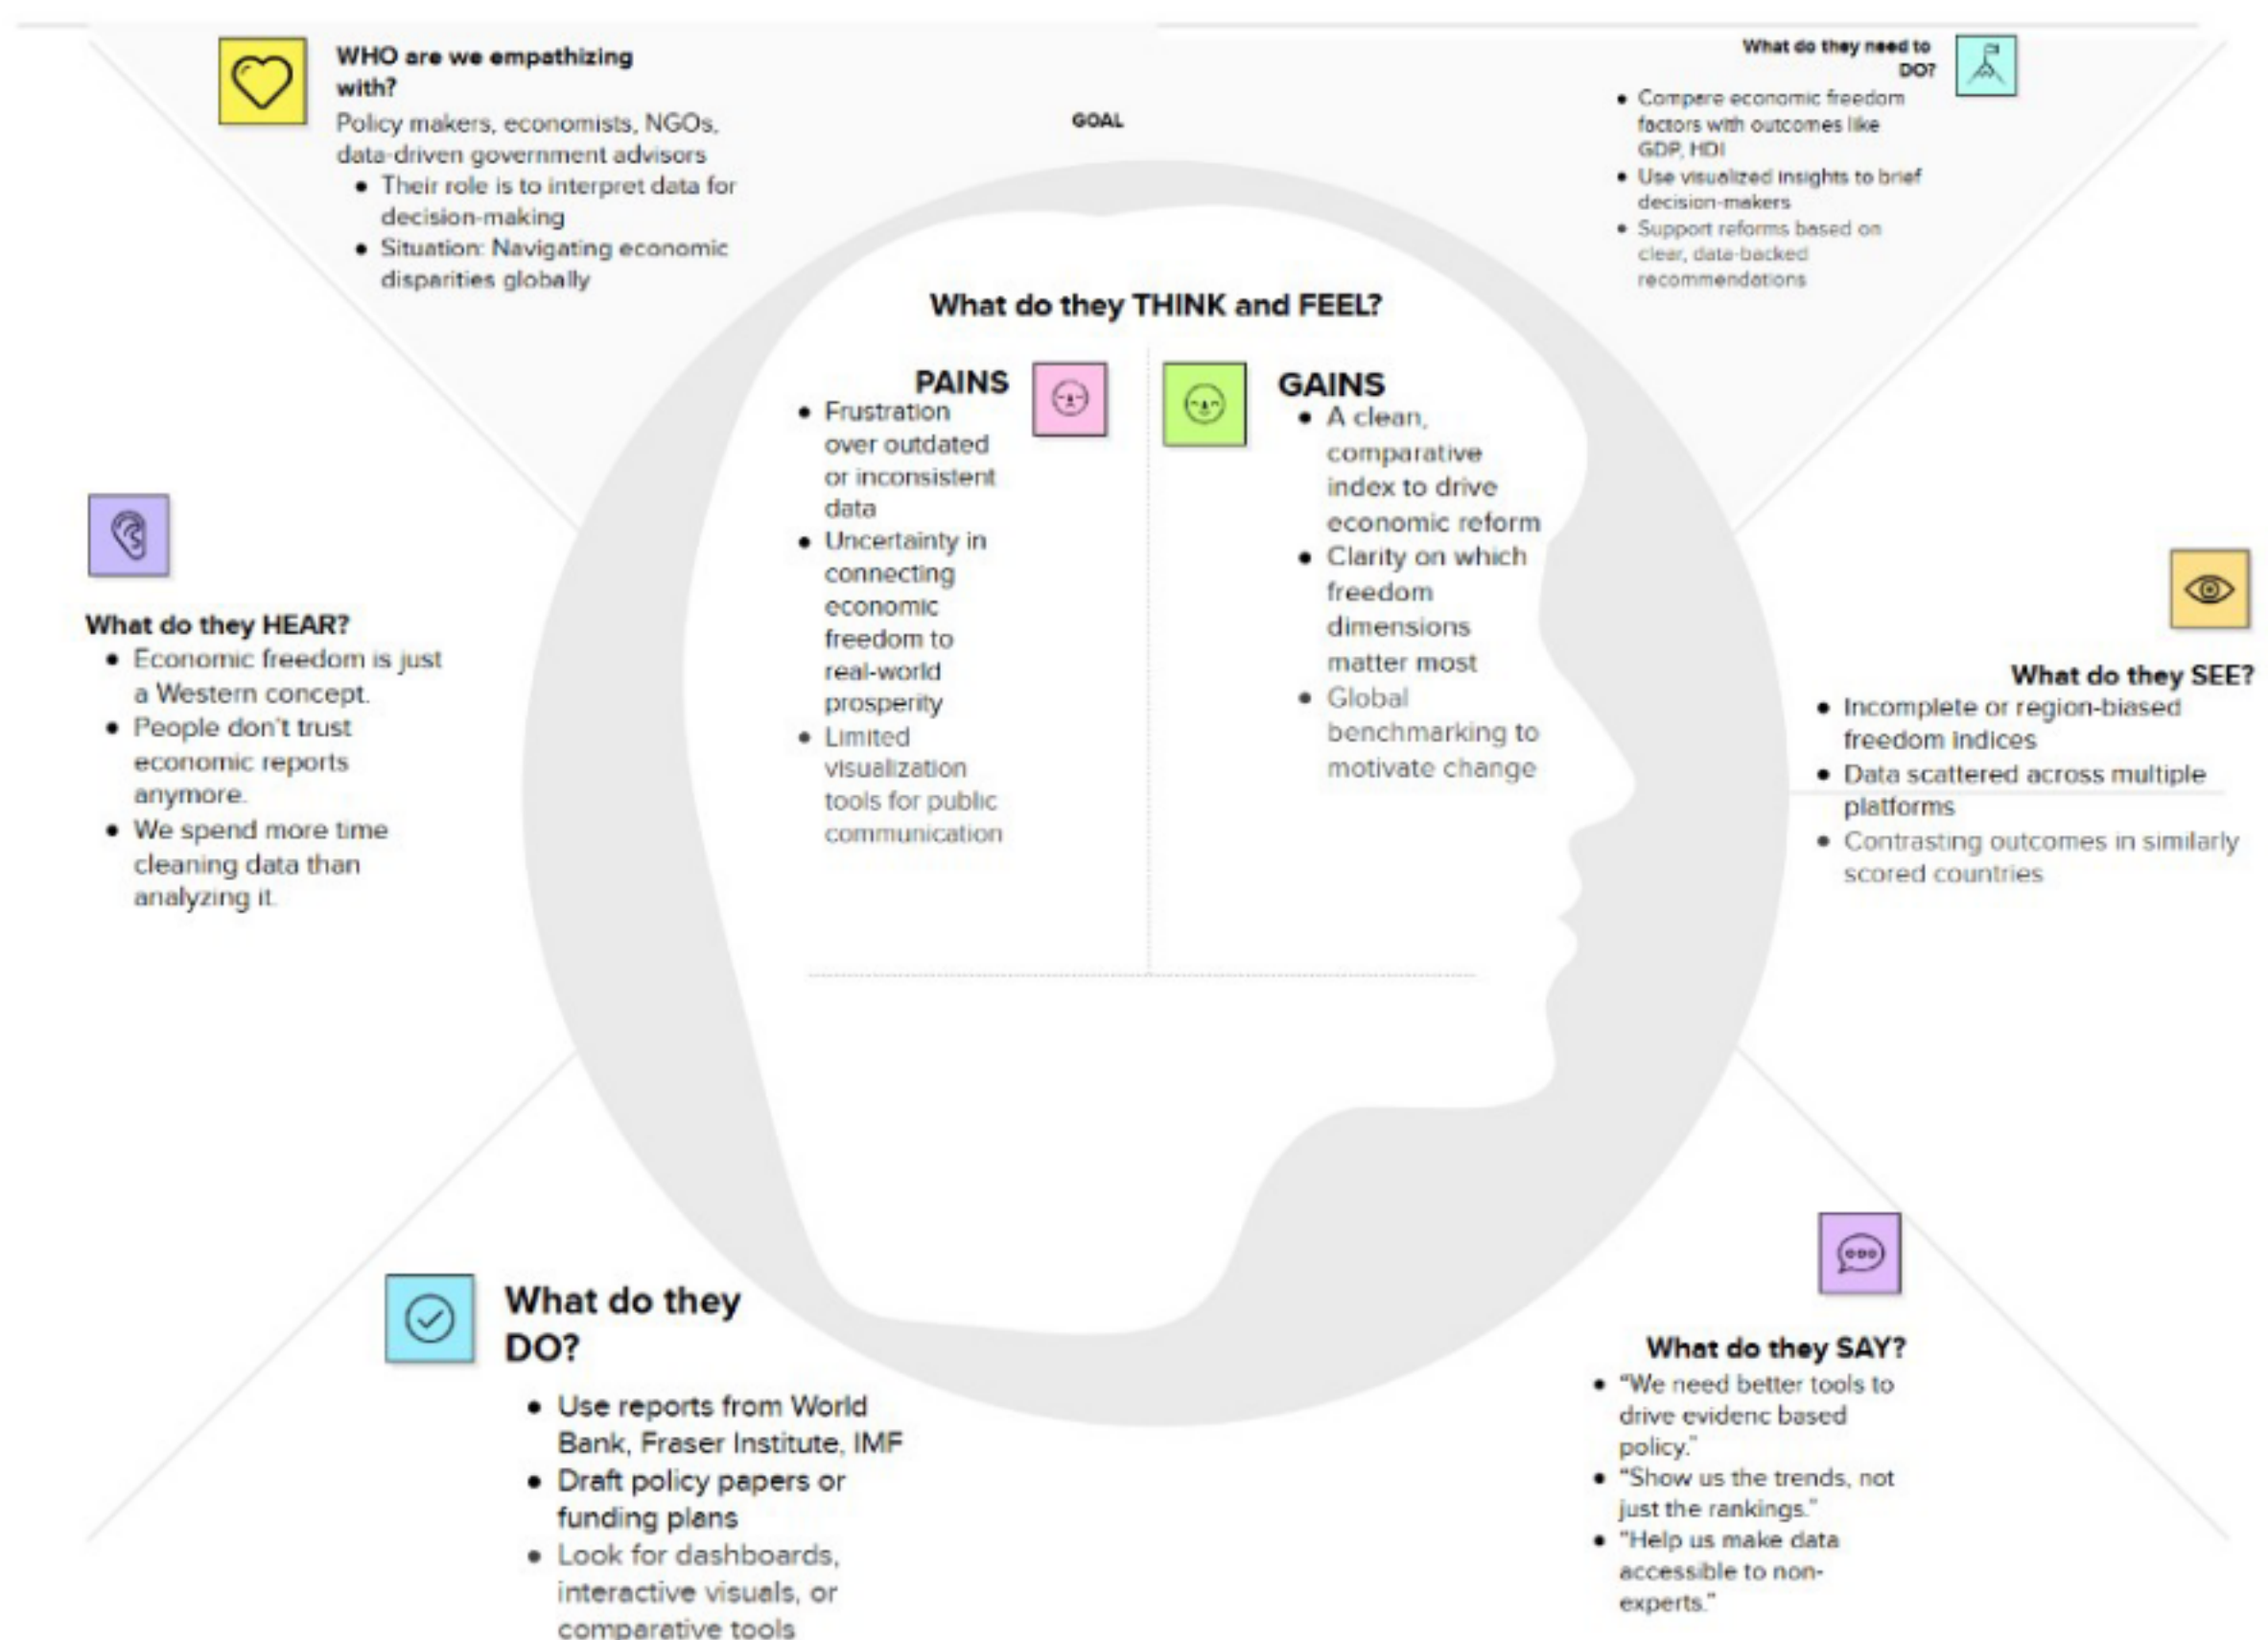 WHO are we empathizing
with?
Policy makers, economists, NGOs,
data-driven government advisors
● Their role is to interpret data for
decision-making
● Situation: Navigating economic
disparities globally
GOAL
What do they need to
DO?
● Compare economic freedom
factors with outcomes like
GDP, HDI
● Use visualized insights to brief
decision-makers
● Support reforms based on
clear, data-backed
recommendations
What do they THINK and FEEL?
PAINS
● Frustration
over outdated
or inconsistent
data
● Uncertainty in
connecting
economic
freedom to
real-world
prosperity
● Limited
visualization
tools for public
communication
GAINS
● A clean,
comparative
index to drive
economic reform
● Clarity on which
freedom
dimensions
matter most
● Global
benchmarking to
motivate change
What do they HEAR?
● Economic freedom is just
a Western concept.
● People don't trust
economic reports
anymore.
● We spend more time
cleaning data than
analyzing it.
What do they SEE?
● Incomplete or region-biased
freedom indices
● Data scattered across multiple
platforms
● Contrasting outcomes in similarly
scored countries
What do they
DO?
● Use reports from World
Bank, Fraser Institute, IMF
● Draft policy papers or
funding plans
● Look for dashboards,
interactive visuals, or
comparative tools
What do they SAY?
● “We need better tools to
drive evidenc based
policy.”
● “Show us the trends, not
just the rankings.”
● “Help us make data
accessible to non-
experts.”